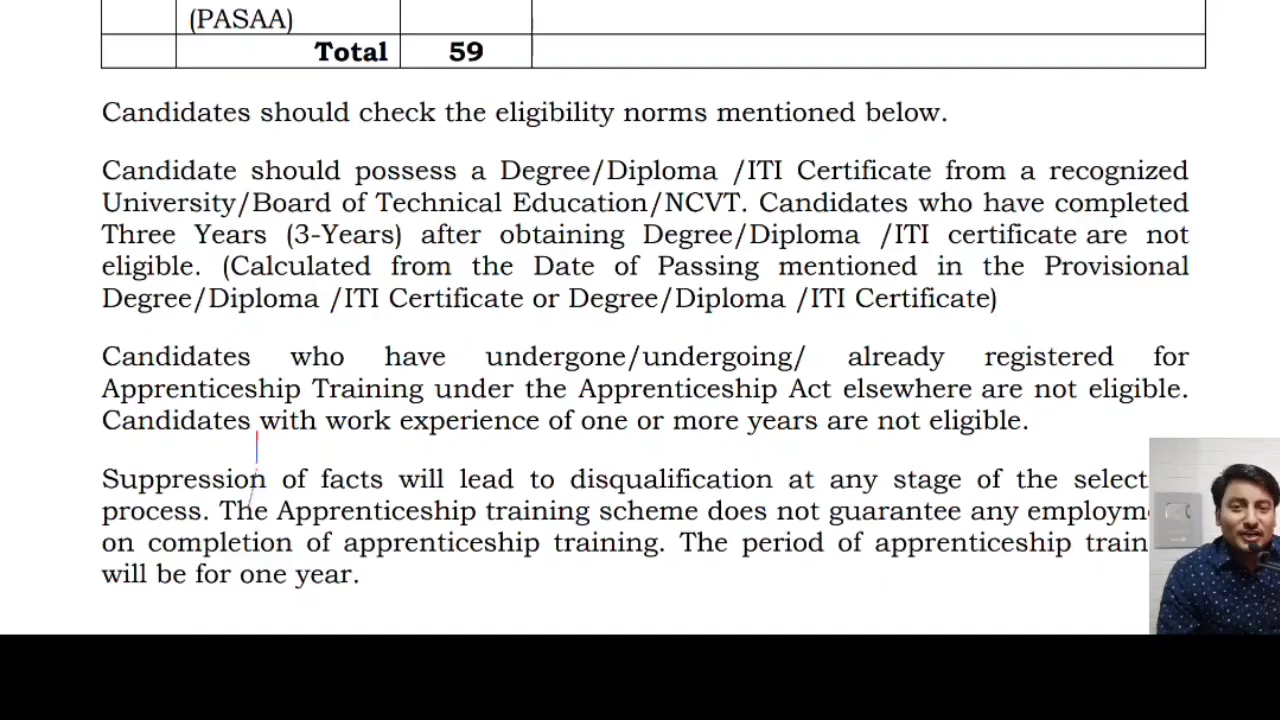 (PASAA)
Total 59
Candidates should check the eligibility norms mentioned below.
Candidate should possess a Degree/Diploma /ITI Certificate from a recognized
University/Board of Technical Education/NCVT. Candidates who have completed
Three Years (3-Years) after obtaining Degree/Diploma /ITI certificate are not
eligible. (Calculated from the Date of Passing mentioned in the Provisional
Degree/Diploma /ITI Certificate or Degree/Diploma /ITI Certificate)
Candidates who have undergone/undergoing/ already registered for
Apprenticeship Training under the Apprenticeship Act elsewhere are not eligible.
Candidates with work experience of one or more years are not eligible.
Suppression of facts will lead to disqualification at any stage of the select
process. The Apprenticeship training scheme does not guarantee any employm
on completion of apprenticeship training. The period of apprenticeship train
will be for one year.